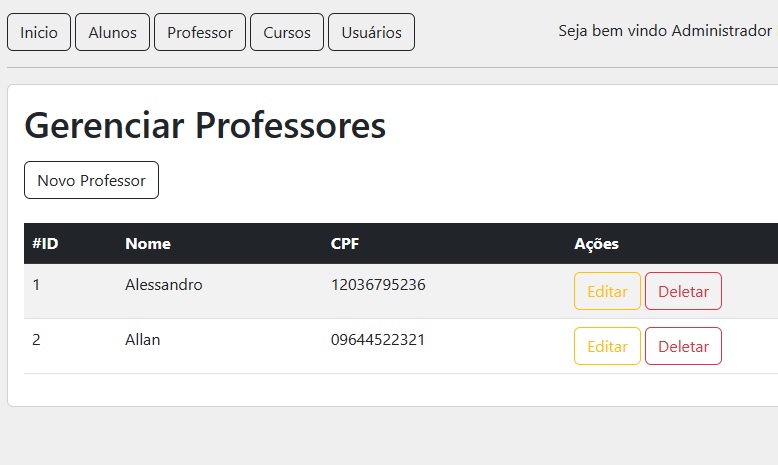 Inicio Alunos Professor Cursos Usuários Seja bem vindo Administrador
Gerenciar Professores
Novo Professor
#ID Nome CPF Ações
1 Alessandro 12036795236 Editar Deletar
2 Allan 09644522321 Editar Deletar